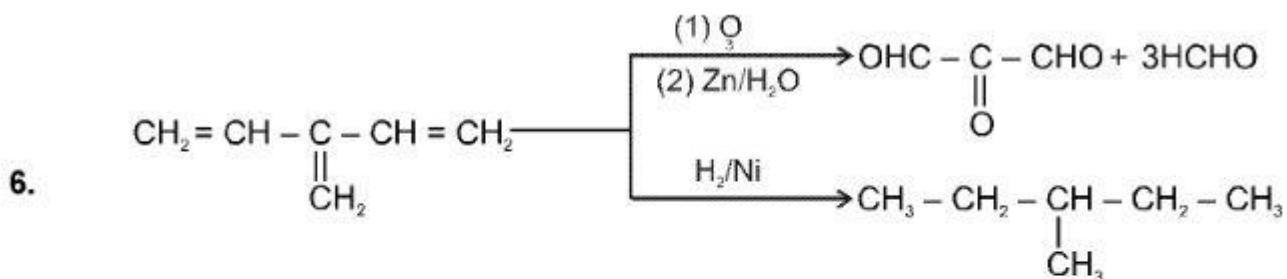 (1) O₃
(2) Zn/H₂O
OHC – C – CHO + 3HCHO
||
O
CH₂ = CH – C – CH = CH₂
||
CH₂
6.
H₂/Ni
CH₃ – CH₂ – CH – CH₂ – CH₃
|
CH₃